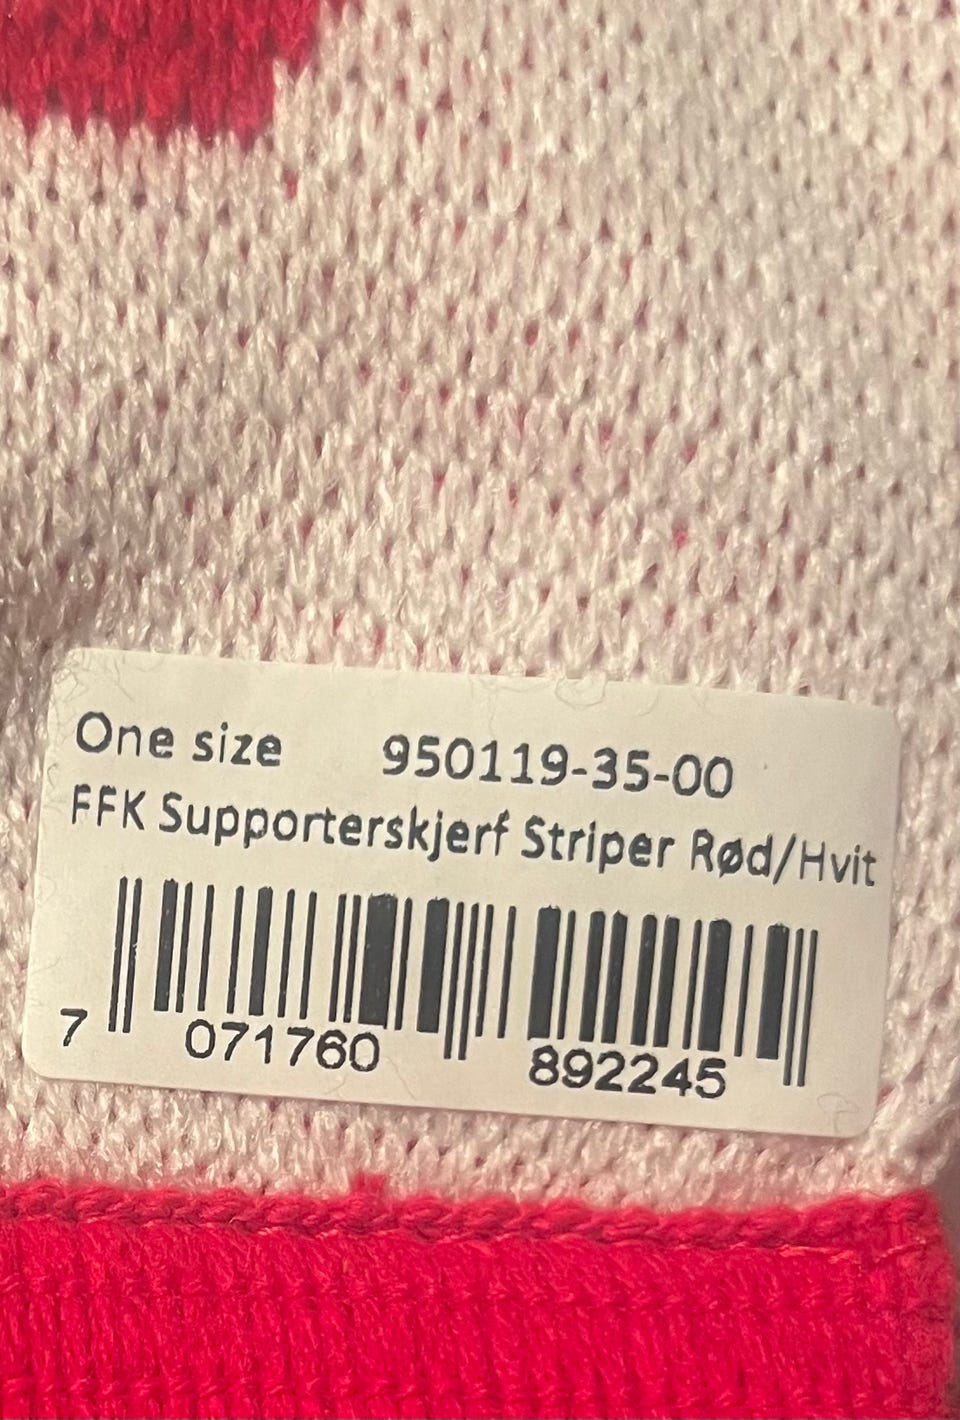 One size 950119-35-00
FFK Supporterskjerf Striper Rød/Hvit
7 071760 892245